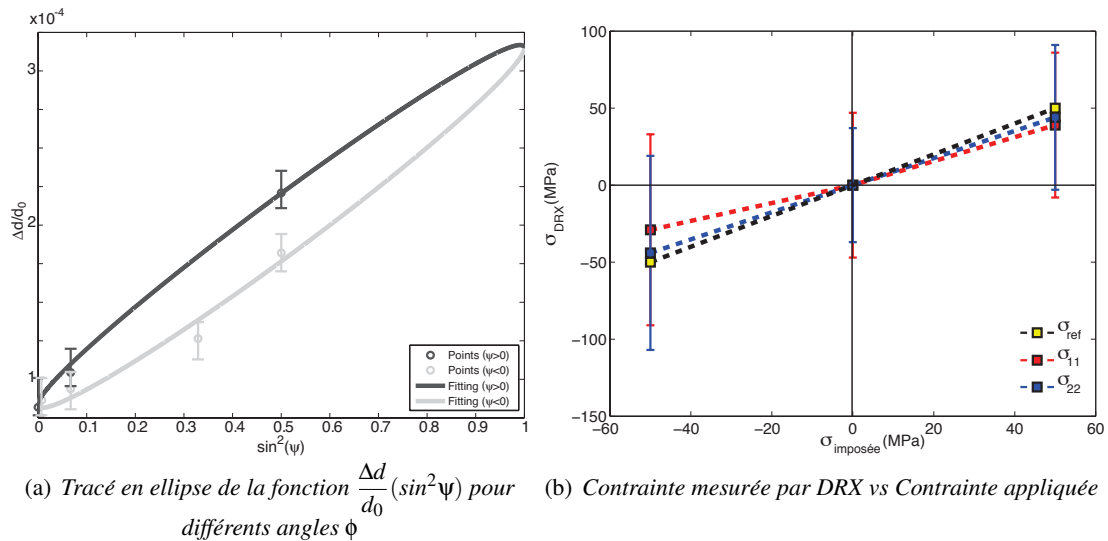 x10-4
3
2
1
0 0.1 0.2 0.3 0.4 0.5 0.6 0.7 0.8 0.9 1
Δd/d0
sin2(ψ)
Points (ψ>0)
Points (ψ<0)
Fitting (ψ>0)
Fitting (ψ<0)
(a) Tracé en ellipse de la fonction Δd/d0(sin2ψ) pour
différents angles ϕ
100
50
0
−50
−100
−150
−60 −40 −20 0 20 40 60
σDRX(MPa)
σimposée(MPa)
σref
σ11
σ22
(b) Contrainte mesurée par DRX vs Contrainte appliquée